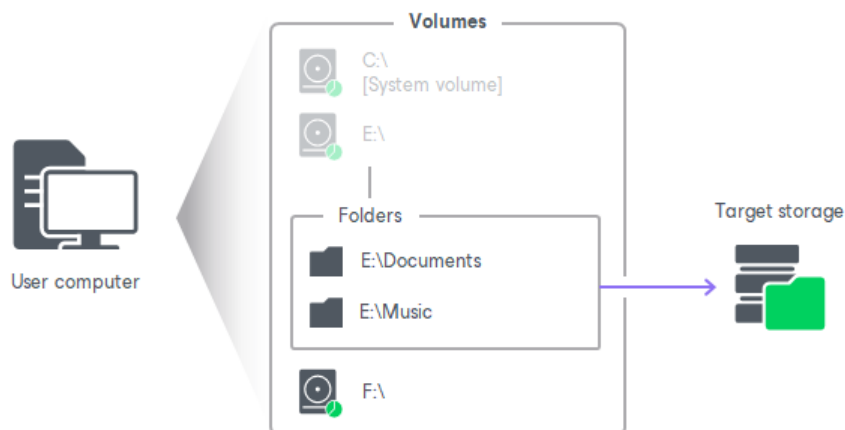 Volumes
C:\
[System volume]
E:\
Folders
Target storage
E:\Documents
User computer
E:\Music
F:\